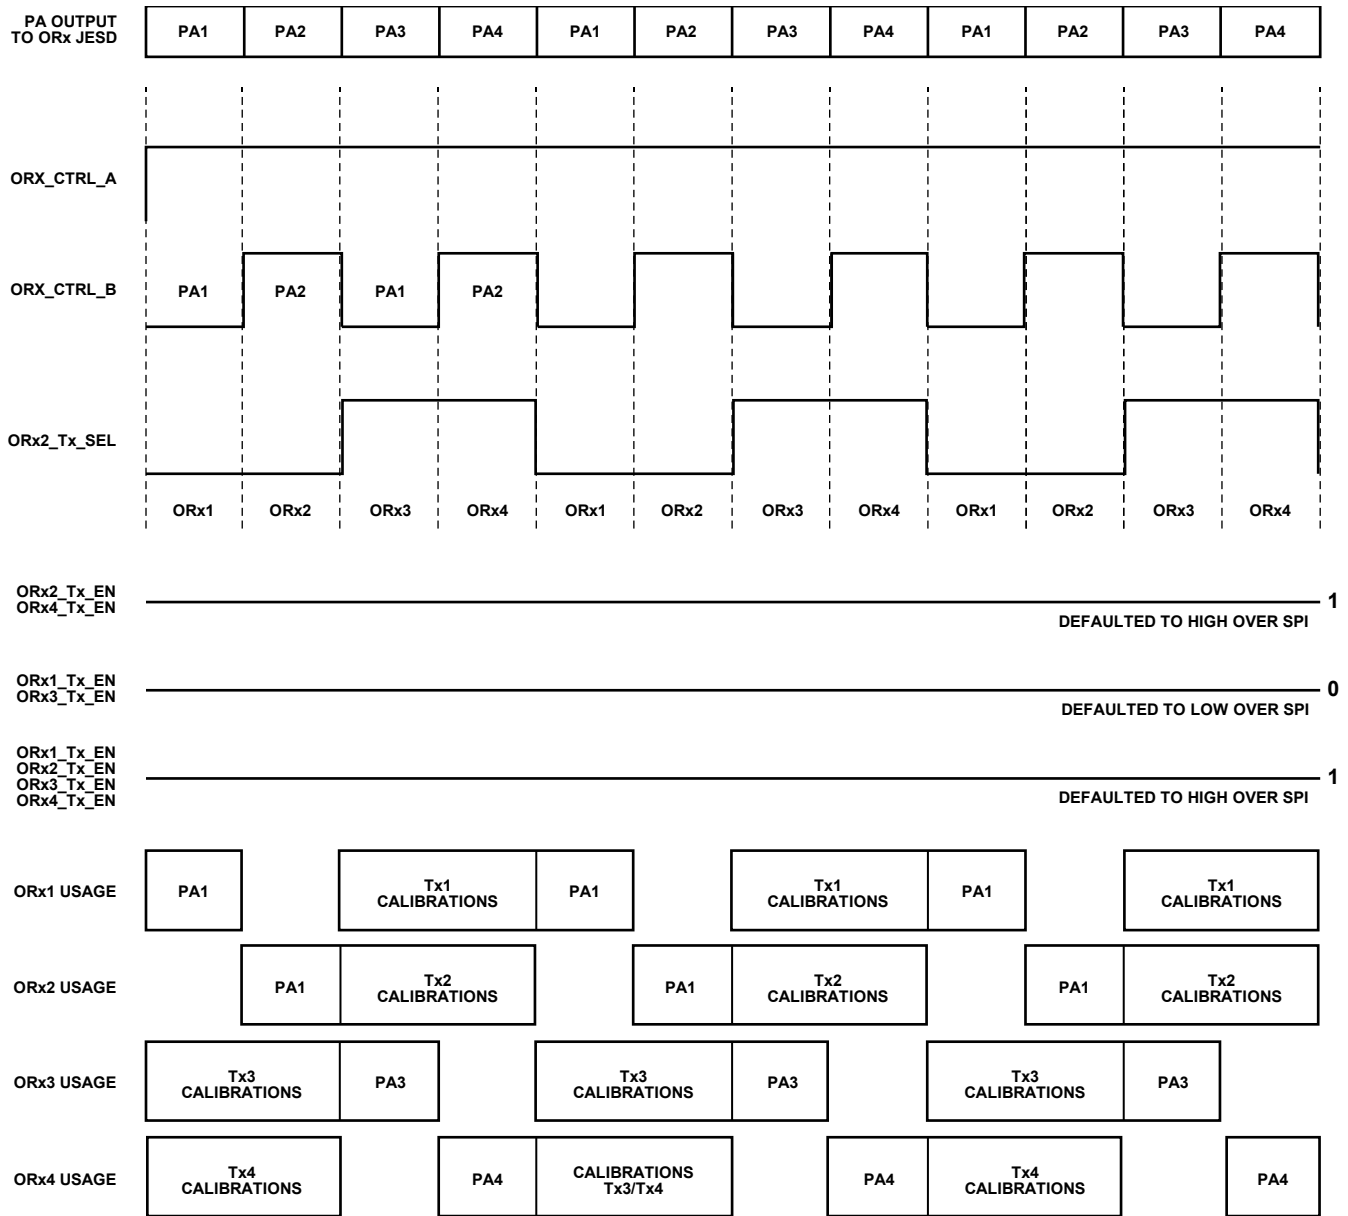 PA OUTPUT
TO ORx JESD
PA1 PA2 PA3 PA4 PA1 PA2 PA3 PA4 PA1 PA2 PA3 PA4
ORX_CTRL_A
ORX_CTRL_B
PA1 PA2 PA1 PA2
ORx2_Tx_SEL
ORx1 ORx2 ORx3 ORx4 ORx1 ORx2 ORx3 ORx4 ORx1 ORx2 ORx3 ORx4
ORx2_Tx_EN
ORx4_Tx_EN
1
DEFAULTED TO HIGH OVER SPI
ORx1_Tx_EN
ORx3_Tx_EN
0
DEFAULTED TO LOW OVER SPI
ORx1_Tx_EN
ORx2_Tx_EN
ORx3_Tx_EN
ORx4_Tx_EN
1
DEFAULTED TO HIGH OVER SPI
ORx1 USAGE
PA1
Tx1
CALIBRATIONS
PA1
Tx1
CALIBRATIONS
PA1
Tx1
CALIBRATIONS
ORx2 USAGE
PA1
Tx2
CALIBRATIONS
PA1
Tx2
CALIBRATIONS
PA1
Tx2
CALIBRATIONS
ORx3 USAGE
Tx3
CALIBRATIONS
PA3
Tx3
CALIBRATIONS
PA3
Tx3
CALIBRATIONS
PA3
ORx4 USAGE
Tx4
CALIBRATIONS
PA4
CALIBRATIONS
Tx3/Tx4
PA4
Tx4
CALIBRATIONS
PA4